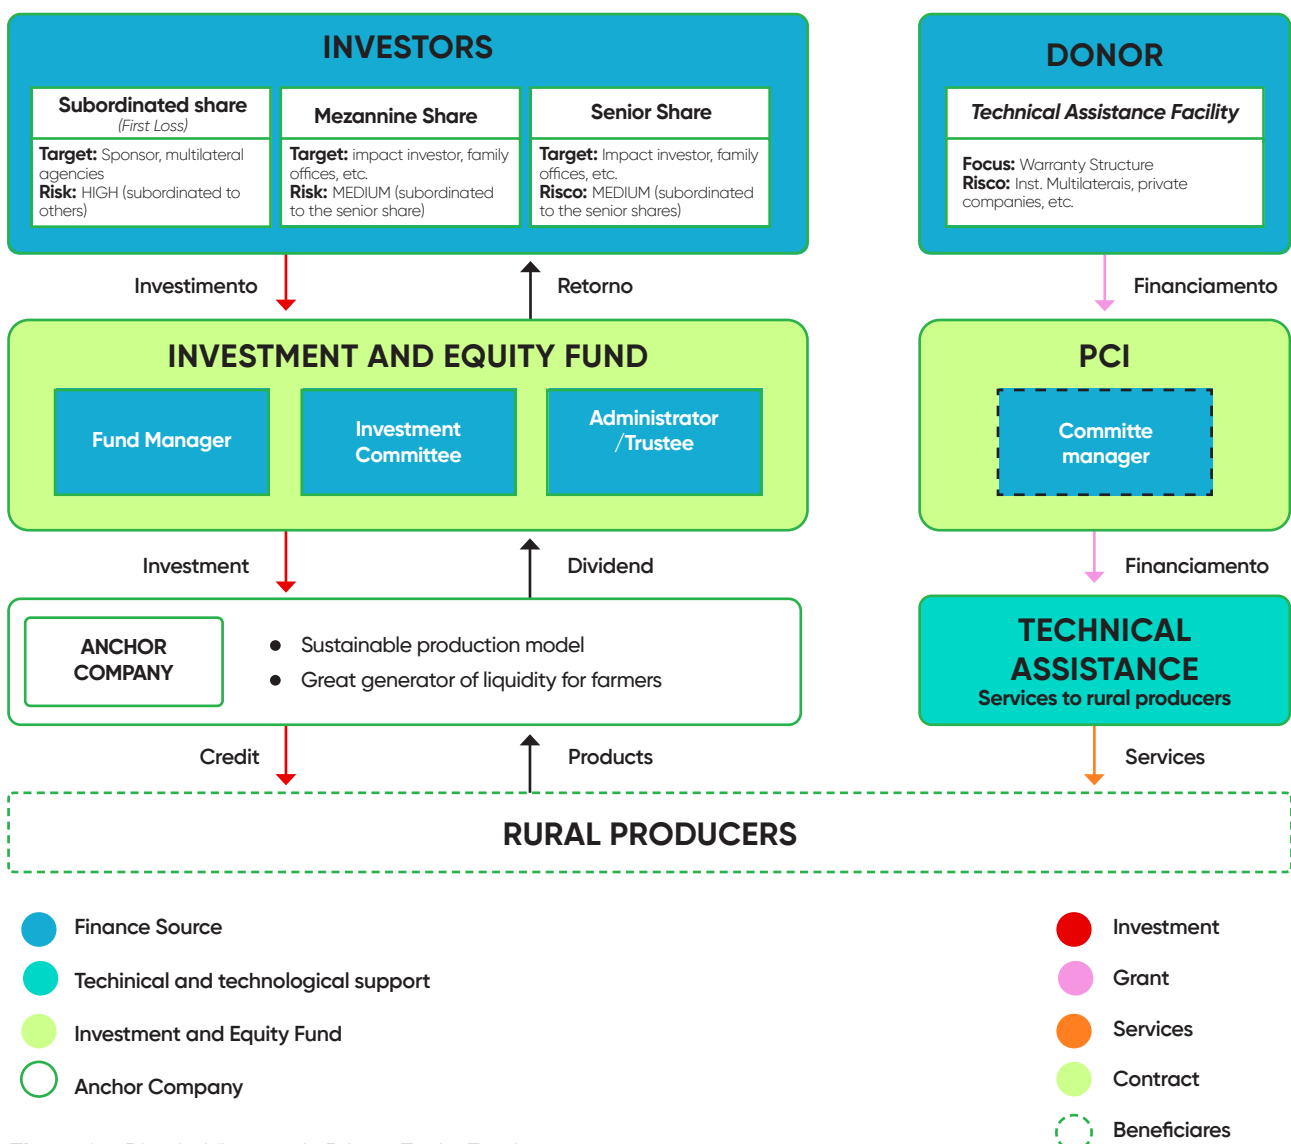 INVESTORS
Subordinated share
(First Loss)
Target: Sponsor, multilateral
agencies
Risk: HIGH (subordinated to
others)
Mezannine Share
Target: impact investor, family
offices, etc.
Risk: MEDIUM (subordinated
to the senior share)
Senior Share
Target: Impact investor, family
offices, etc.
Risco: MEDIUM (subordinated
to the senior shares)
DONOR
Technical Assistance Facility
Focus: Warranty Structure
Risco: Inst. Multilaterais, private
companies, etc.
Investimento
Retorno
Financiamento
INVESTMENT AND EQUITY FUND
Fund Manager
Investment
Committee
Administrator
/Trustee
PCI
Committe
manager
Investment
Dividend
Financiamento
ANCHOR
COMPANY
● Sustainable production model
● Great generator of liquidity for farmers
TECHNICAL
ASSISTANCE
Services to rural producers
Credit
Products
Services
RURAL PRODUCERS
Finance Source
Techinical and technological support
Investment and Equity Fund
Anchor Company
Investment
Grant
Services
Contract
Beneficiares